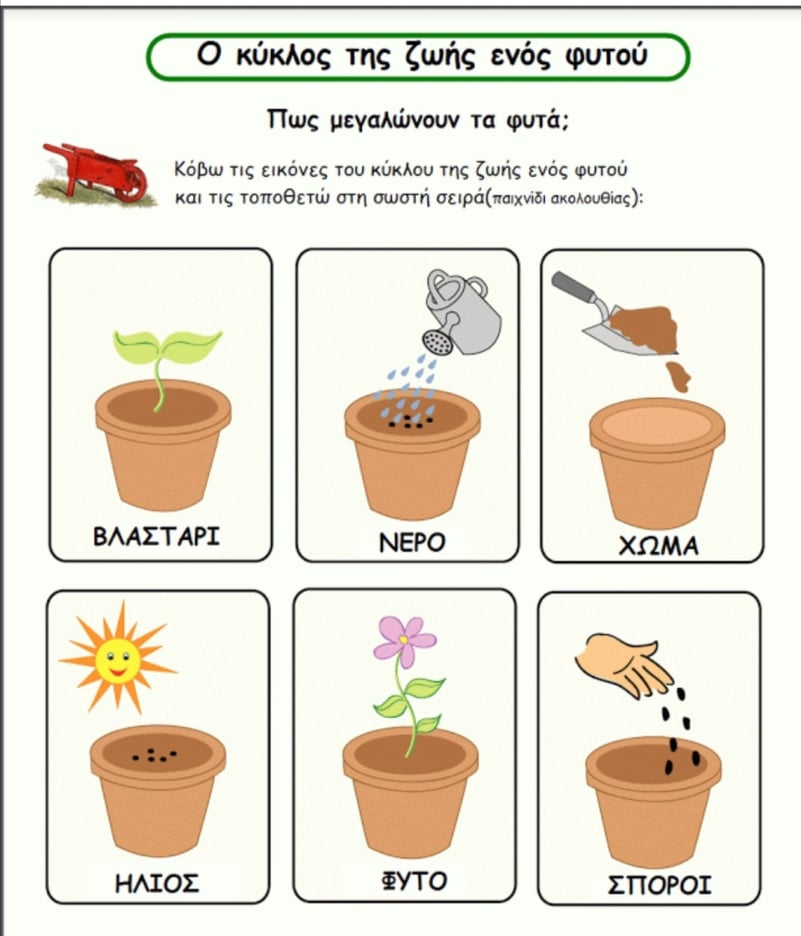 Ο κύκλος της ζωής ενός φυτού
Πως μεγαλώνουν τα φυτά;
Κόβω τις εικόνες του κύκλου της ζωής ενός φυτού
και τις τοποθετώ στη σωστή σειρά(παιχνίδι ακολουθίας):
ΒΛΑΣΤΑΡΙ
ΝΕΡΟ
ΧΩΜΑ
ΗΛΙΟΣ
ΦΥΤΟ
ΣΠΟΡΟΙ